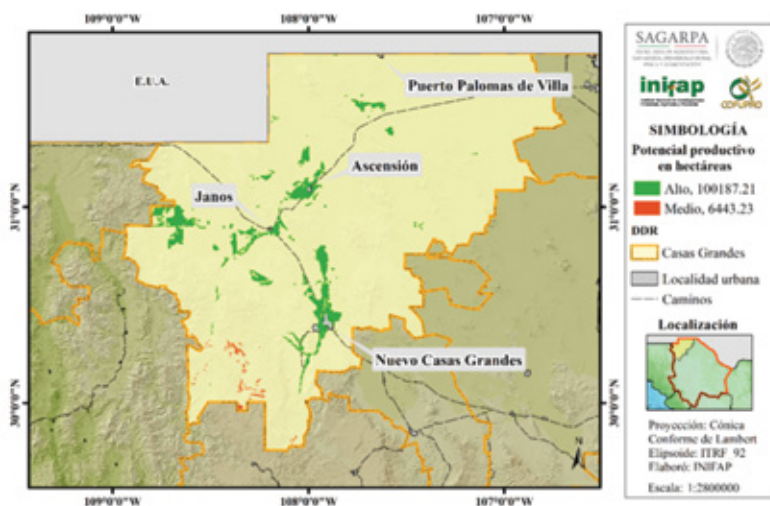 109°0'0"W
108°0'0"W
107°0'0"W
E.U.A.
Puerto Palomas de Villa
Ascensión
Janos
Nuevo Casas Grandes
31°0'0"N
30°0'0"N
31°0'0"N
30°0'0"N
109°0'0"W
108°0'0"W
107°0'0"W
N
SAGARPA
inifap
COFUPRO
SIMBOLOGÍA
Potencial productivo
en hectáreas
Alto, 100187.21
Medio, 6443.23
DDR
Casas Grandes
Localidad urbana
Caminos
Localización
Proyección: Cónica
Conforme de Lambert
Elipsoide: ITRF 92
Elaboró: INIFAP
Escala: 1:2800000